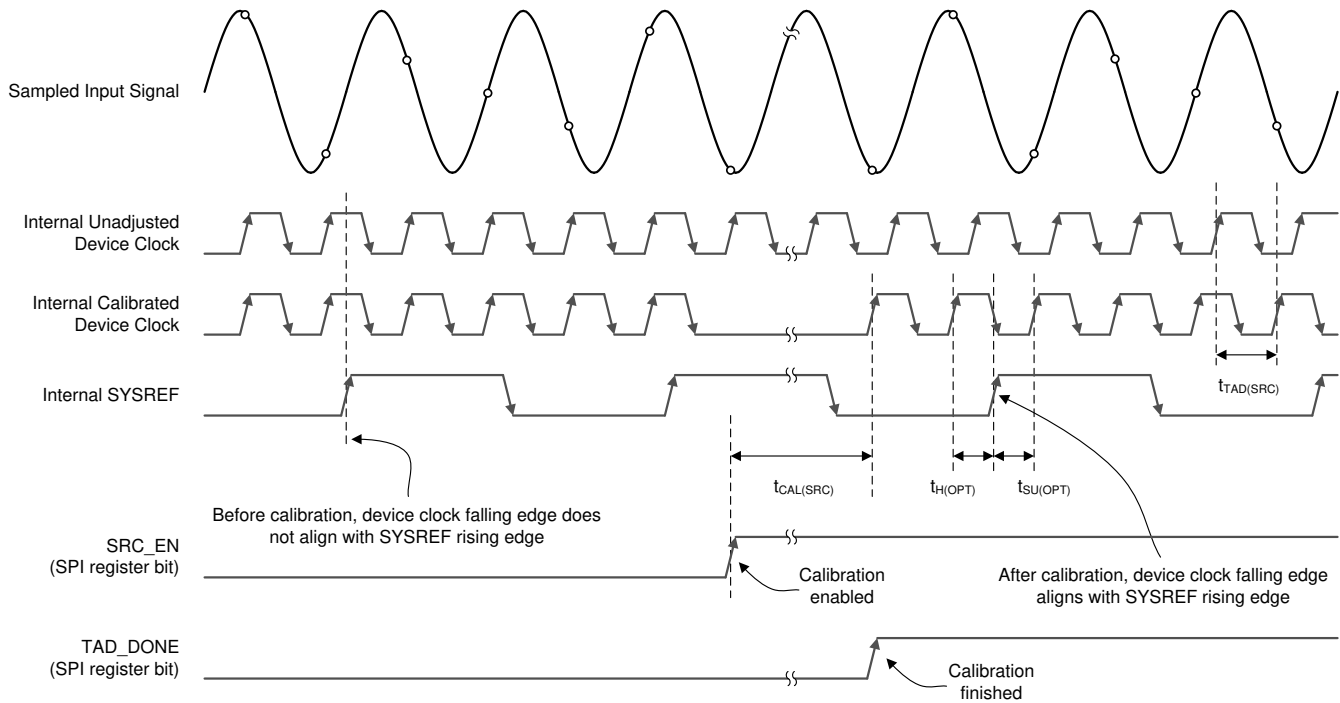 Sampled Input Signal
Internal Unadjusted
Device Clock
Internal Calibrated
Device Clock
Internal SYSREF
tTAD(SRC)
tCAL(SRC)
tH(OPT)
tSU(OPT)
Before calibration, device clock falling edge does
not align with SYSREF rising edge
SRC_EN
(SPI register bit)
Calibration
enabled
After calibration, device clock falling edge
aligns with SYSREF rising edge
TAD_DONE
(SPI register bit)
Calibration
finished